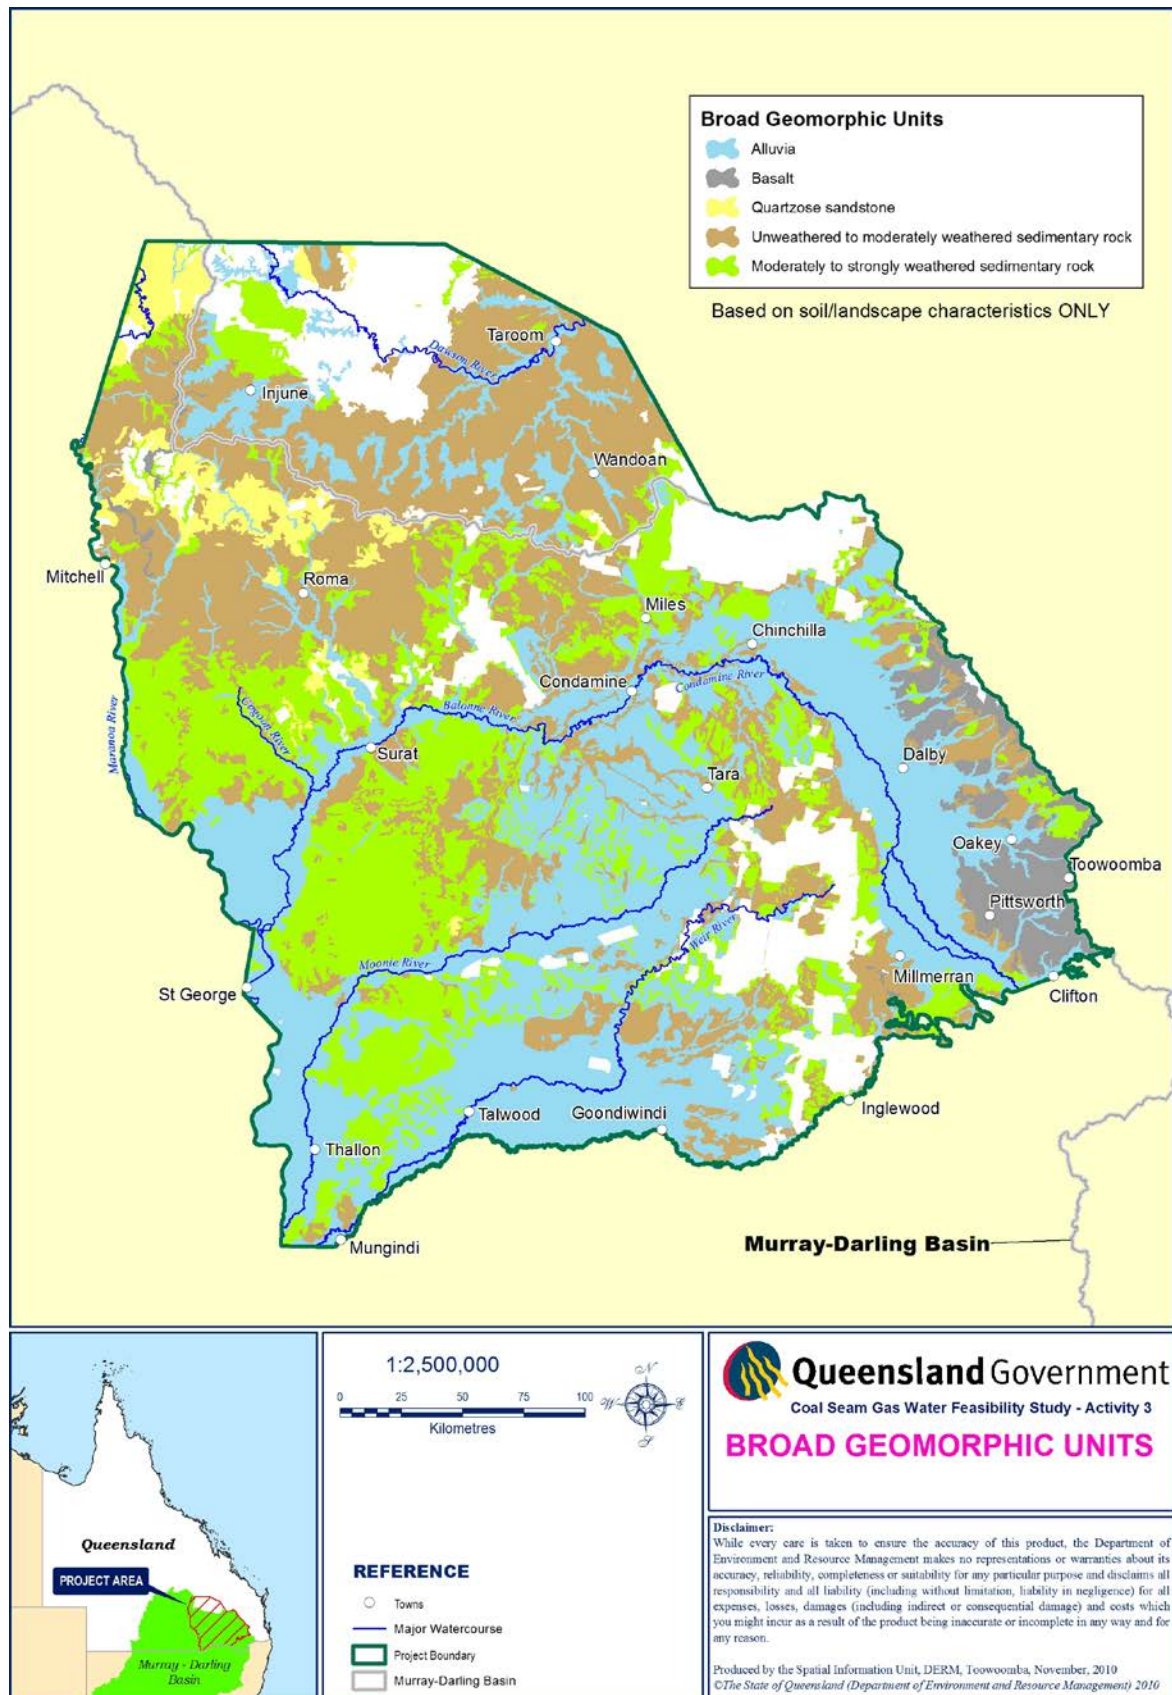 Broad Geomorphic Units
Alluvia
Basalt
Quartzose sandstone
Unweathered to moderately weathered sedimentary rock
Moderately to strongly weathered sedimentary rock
Based on soil/landscape characteristics ONLY
Taroom
Dawson River
Injune
Wandoan
Mitchell
Roma
Miles
Chinchilla
Condamine
Condamine River
Balonne River
Maranoa River
Surat
Tara
Dalby
Oakey
Toowoomba
Pittsworth
Weir River
Moonie River
Millmerran
St George
Clifton
Talwood
Goondiwindi
Inglewood
Thallon
Mungindi
Murray-Darling Basin
Queensland
PROJECT AREA
Murray - Darling
Basin
1:2,500,000
0 25 50 75 100
Kilometres
N
W E
S
REFERENCE
Towns
Major Watercourse
Project Boundary
Murray-Darling Basin
Queensland Government
Coal Seam Gas Water Feasibility Study - Activity 3
BROAD GEOMORPHIC UNITS
Disclaimer:
While every care is taken to ensure the accuracy of this product, the Department of
Environment and Resource Management makes no representations or warranties about its
accuracy, reliability, completeness or suitability for any particular purpose and disclaims all
responsibility and all liability (including without limitation, liability in negligence) for all
expenses, losses, damages (including indirect or consequential damage) and costs which
you might incur as a result of the product being inaccurate or incomplete in any way and for
any reason.
Produced by the Spatial Information Unit, DERM, Toowoomba, November, 2010
©The State of Queensland (Department of Environment and Resource Management) 2010